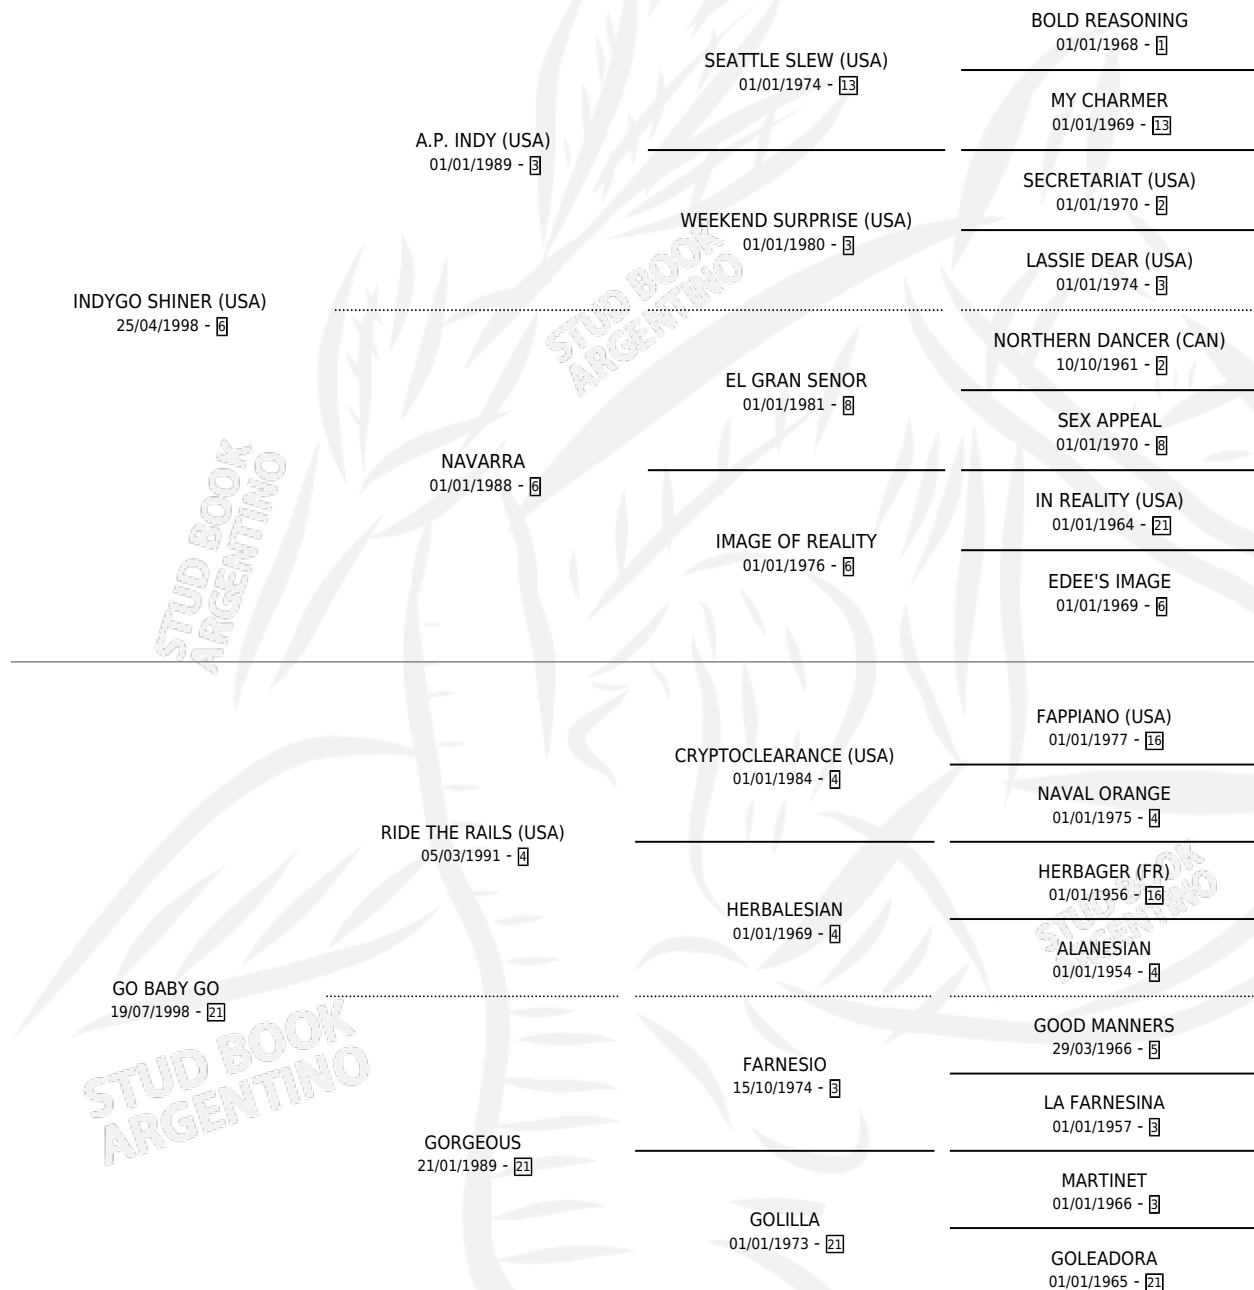 BOLD REASONING
01/01/1968 - 1
SEATTLE SLEW (USA)
01/01/1974 - 13
MY CHARMER
01/01/1969 - 13
A.P. INDY (USA)
01/01/1989 - 3
SECRETARIAT (USA)
01/01/1970 - 2
WEEKEND SURPRISE (USA)
01/01/1980 - 3
LASSIE DEAR (USA)
01/01/1974 - 3
INDYGO SHINER (USA)
25/04/1998 - 6
NORTHERN DANCER (CAN)
10/10/1961 - 2
EL GRAN SENOR
01/01/1981 - 8
SEX APPEAL
01/01/1970 - 8
NAVARRA
01/01/1988 - 6
IN REALITY (USA)
01/01/1964 - 21
IMAGE OF REALITY
01/01/1976 - 6
EDEE'S IMAGE
01/01/1969 - 6
FAPPIANO (USA)
01/01/1977 - 16
CRYPTOCLEARANCE (USA)
01/01/1984 - 4
NAVAL ORANGE
01/01/1975 - 4
RIDE THE RAILS (USA)
05/03/1991 - 4
HERBAGER (FR)
01/01/1956 - 16
HERBALESIAN
01/01/1969 - 4
ALANESIAN
01/01/1954 - 4
GO BABY GO
19/07/1998 - 21
GOOD MANNERS
29/03/1966 - 5
FARNESIO
15/10/1974 - 3
LA FARNESINA
01/01/1957 - 3
GORGEOUS
21/01/1989 - 21
MARTINET
01/01/1966 - 3
GOLILLA
01/01/1973 - 21
GOLEADORA
01/01/1965 - 21
STUD BOOK
ARGENTINO
STUD BOOK
ARGENTINO
STUD BOOK
ARGENTINO
STUD BOOK
ARGENTINO